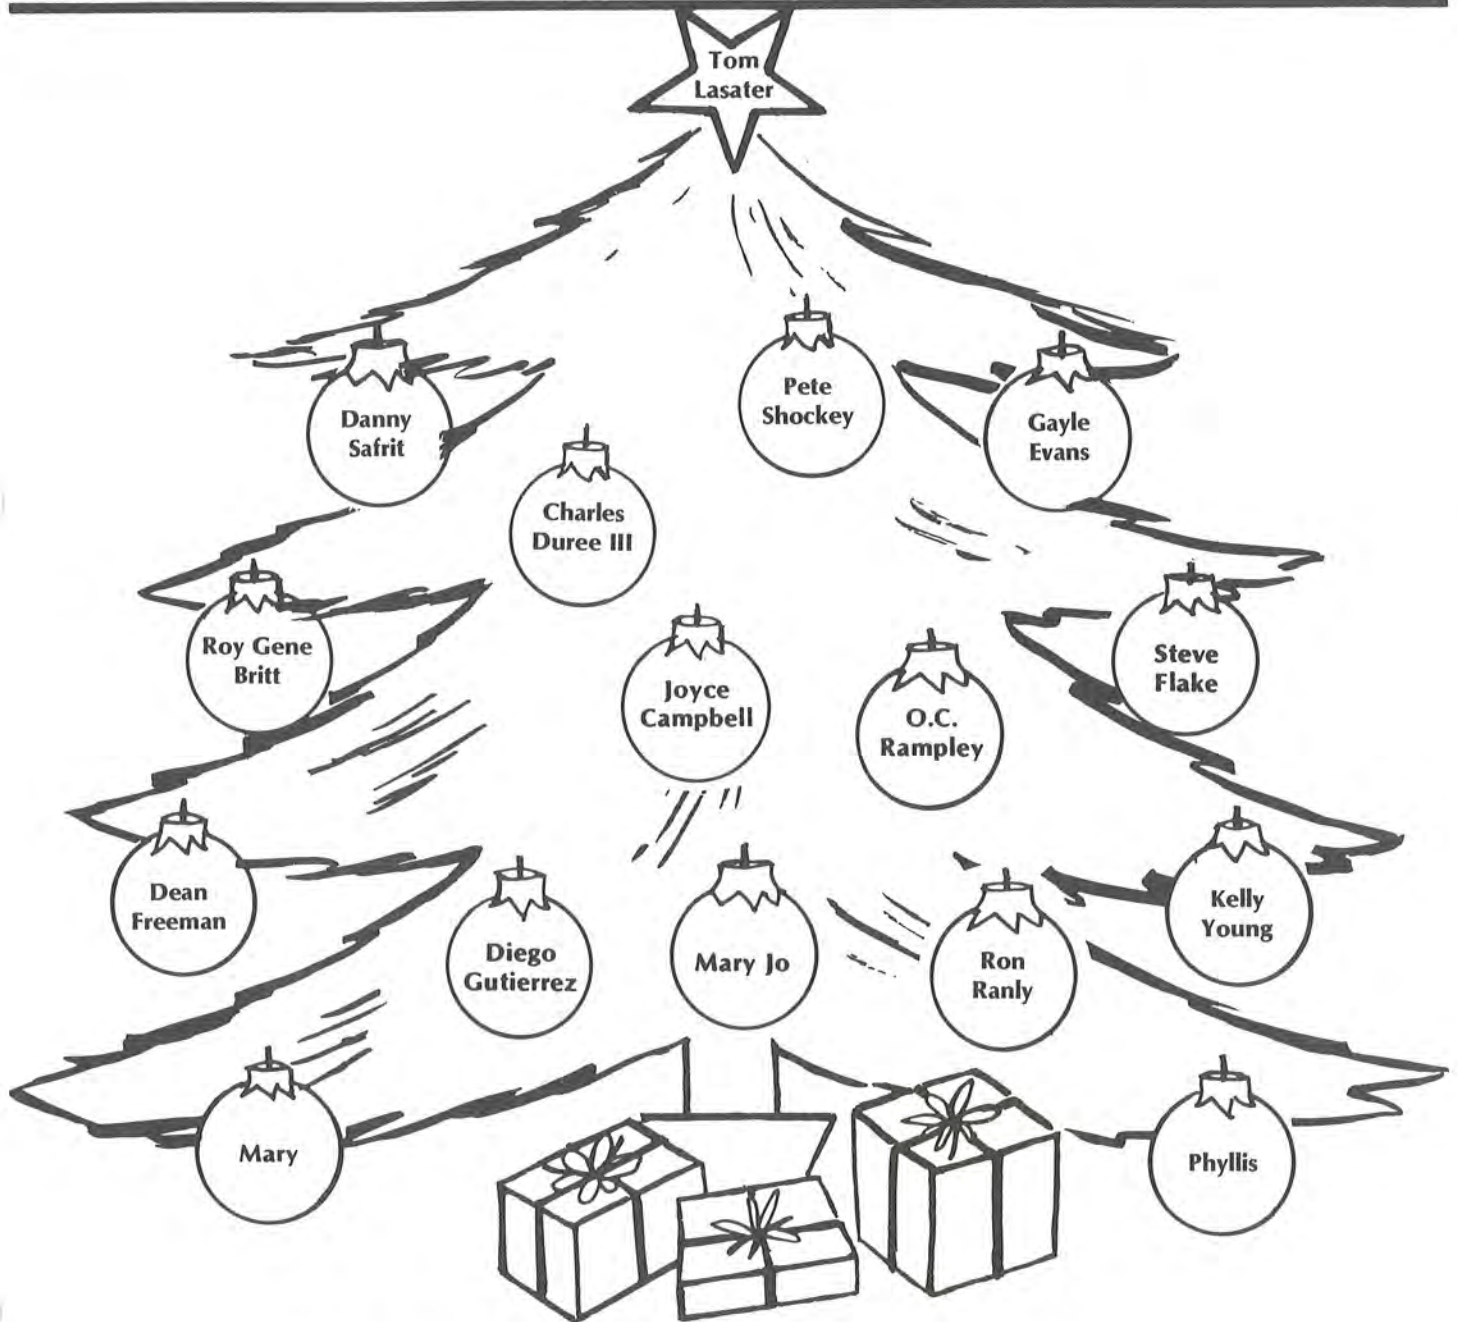 Tom
Lasater
Pete
Shockey
Danny
Safrit
Gayle
Evans
Charles
Duree III
Roy Gene
Britt
Steve
Flake
Joyce
Campbell
O.C.
Rampley
Dean
Freeman
Kelly
Young
Diego
Gutierrez
Mary Jo
Ron
Ranly
Mary
Phyllis